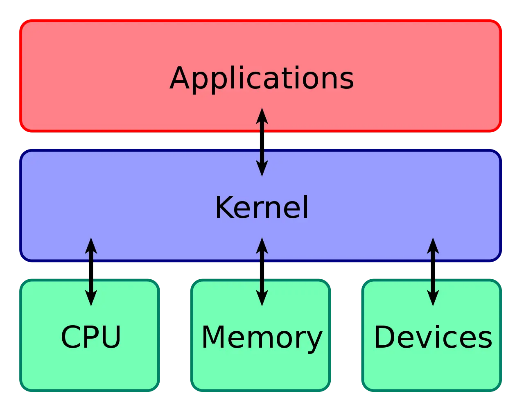 Applications
Kernel
CPU
Memory
Devices